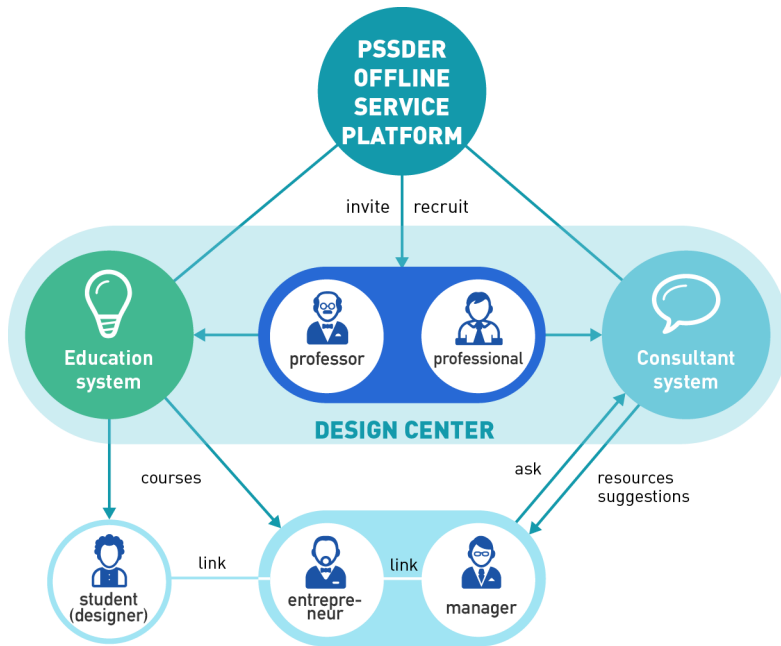 PSSDER
OFFLINE
SERVICE
PLATFORM
invite
recruit
Education
system
professor
professional
Consultant
system
DESIGN CENTER
courses
ask
resources
suggestions
student
(designer)
link
entrepre-
neur
link
manager